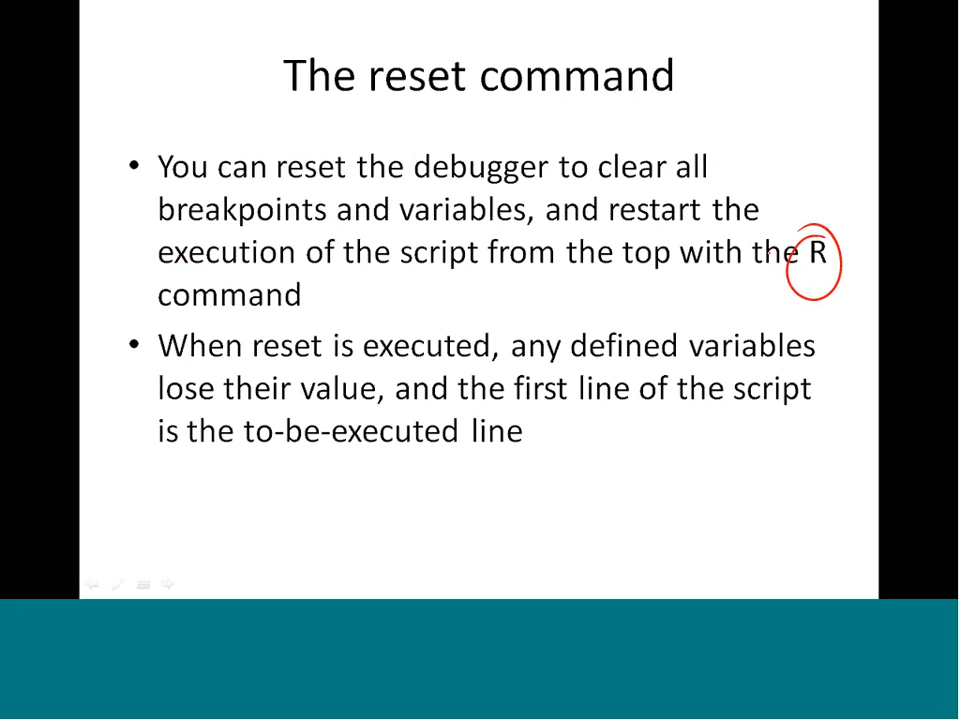 The reset command
• You can reset the debugger to clear all
breakpoints and variables, and restart the
execution of the script from the top with the R
command
• When reset is executed, any defined variables
lose their value, and the first line of the script
is the to-be-executed line